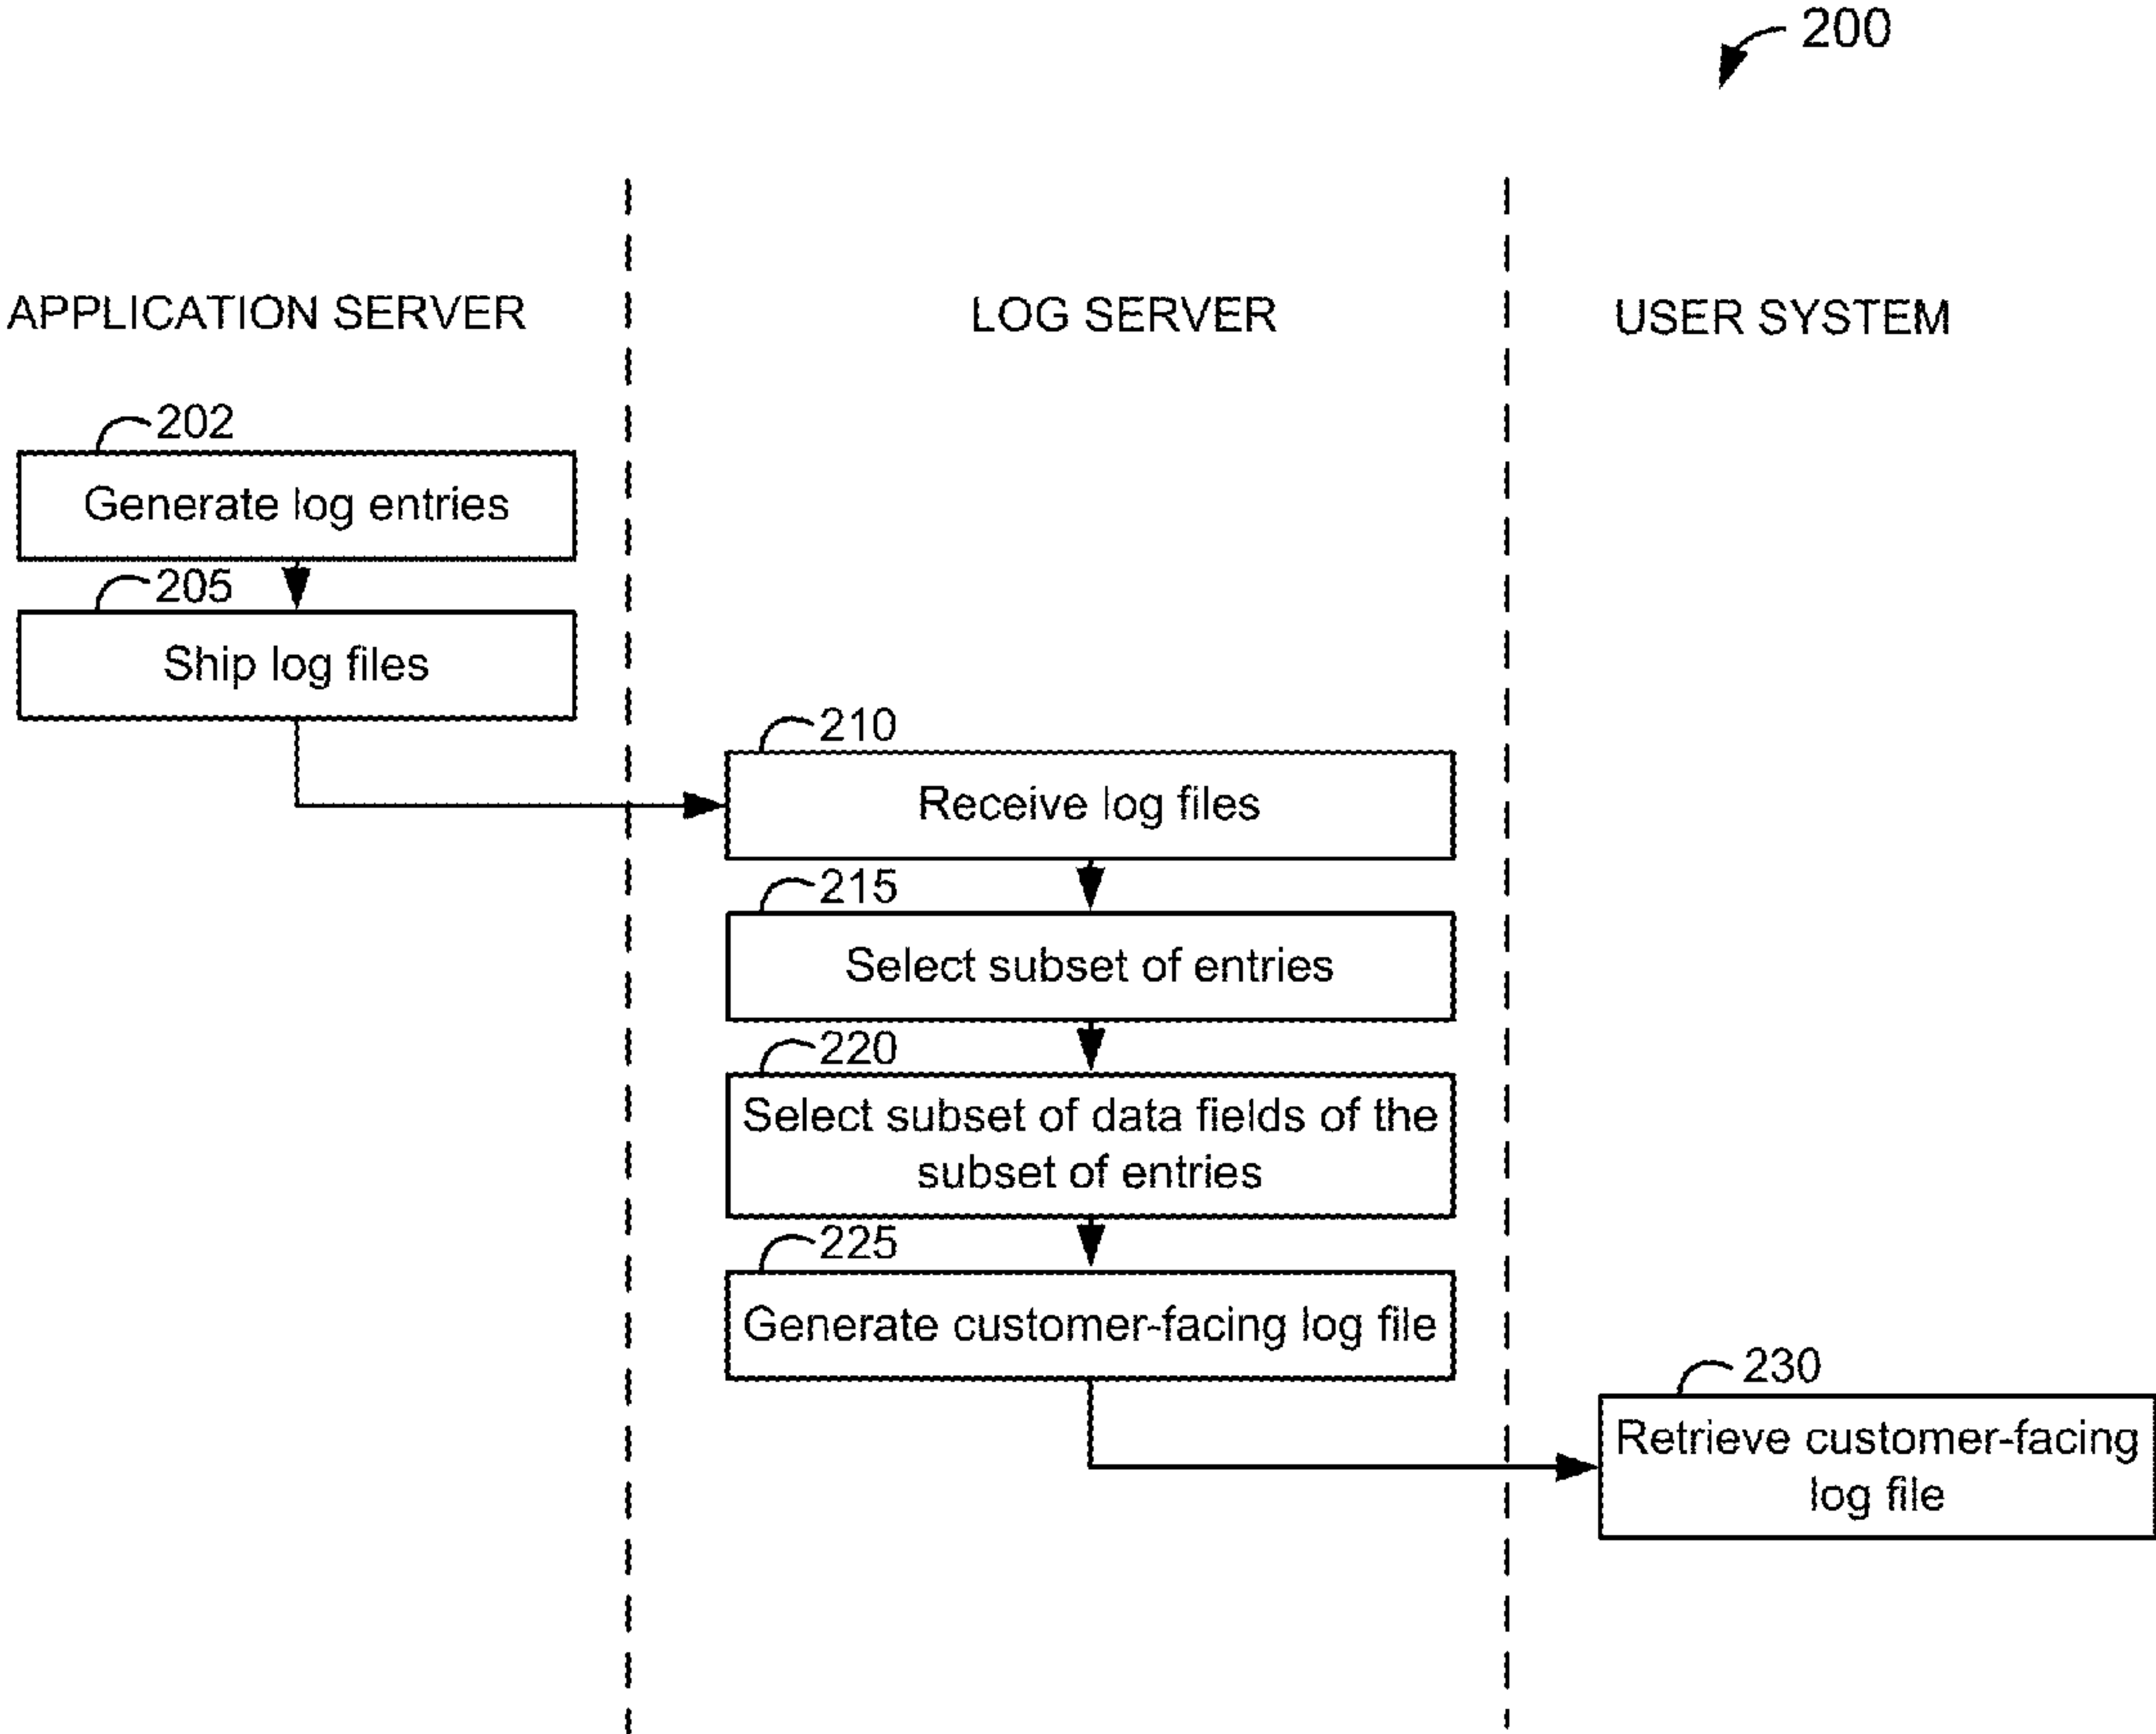 200
APPLICATION SERVER
LOG SERVER
USER SYSTEM
202
Generate log entries
205
Ship log files
210
Receive log files
215
Select subset of entries
220
Select subset of data fields of the
subset of entries
225
Generate customer-facing log file
230
Retrieve customer-facing
log file